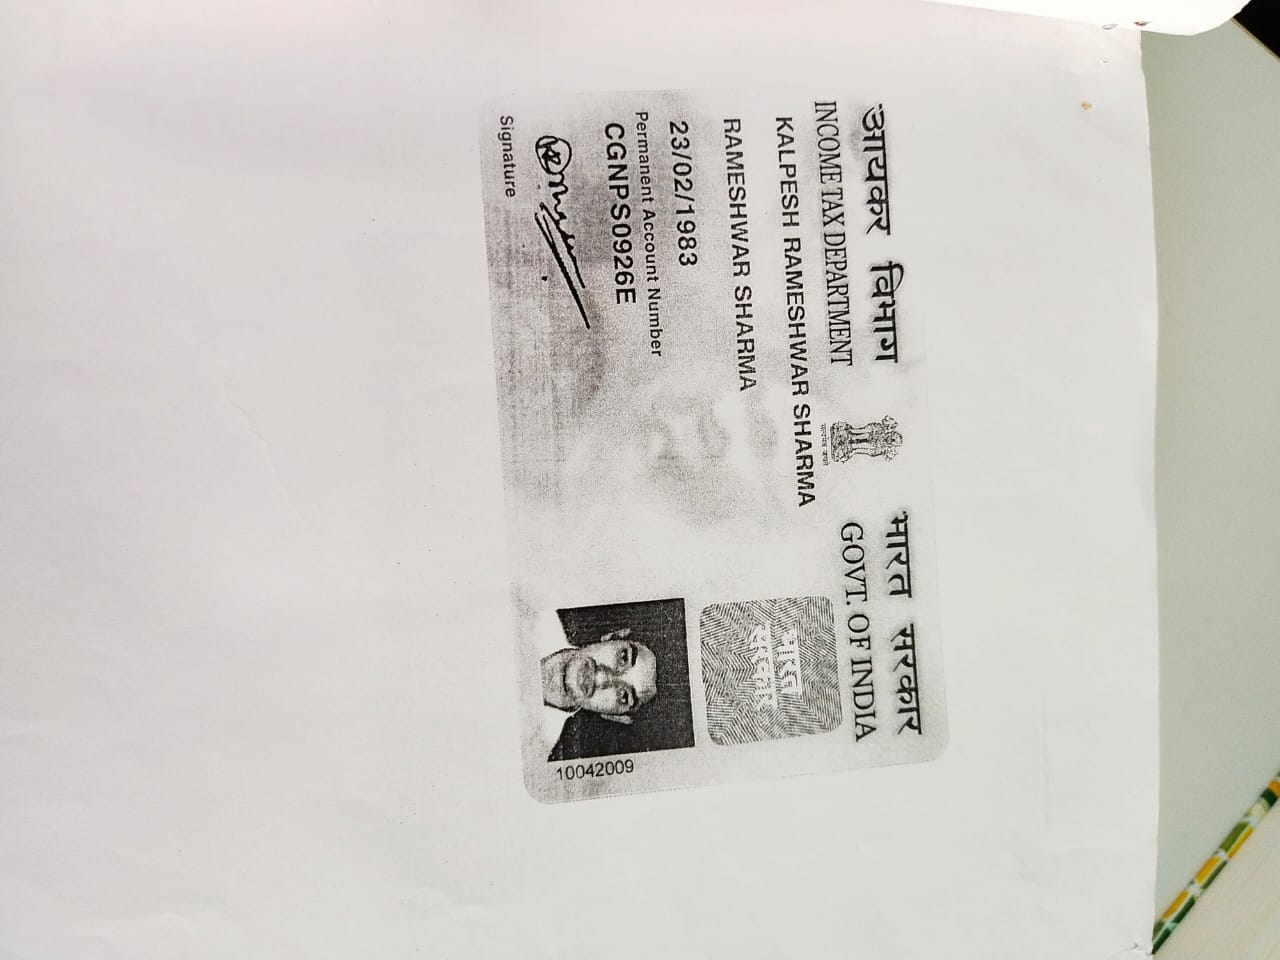 आयकर विभाग
INCOME TAX DEPARTMENT
भारत सरकार
GOVT. OF INDIA
KALPESH RAMESHWAR SHARMA
RAMESHWAR SHARMA
23/02/1983
Permanent Account Number
CGNPS0926E
Signature
सत्यमेव जयते
भारत
सरकार
10042009